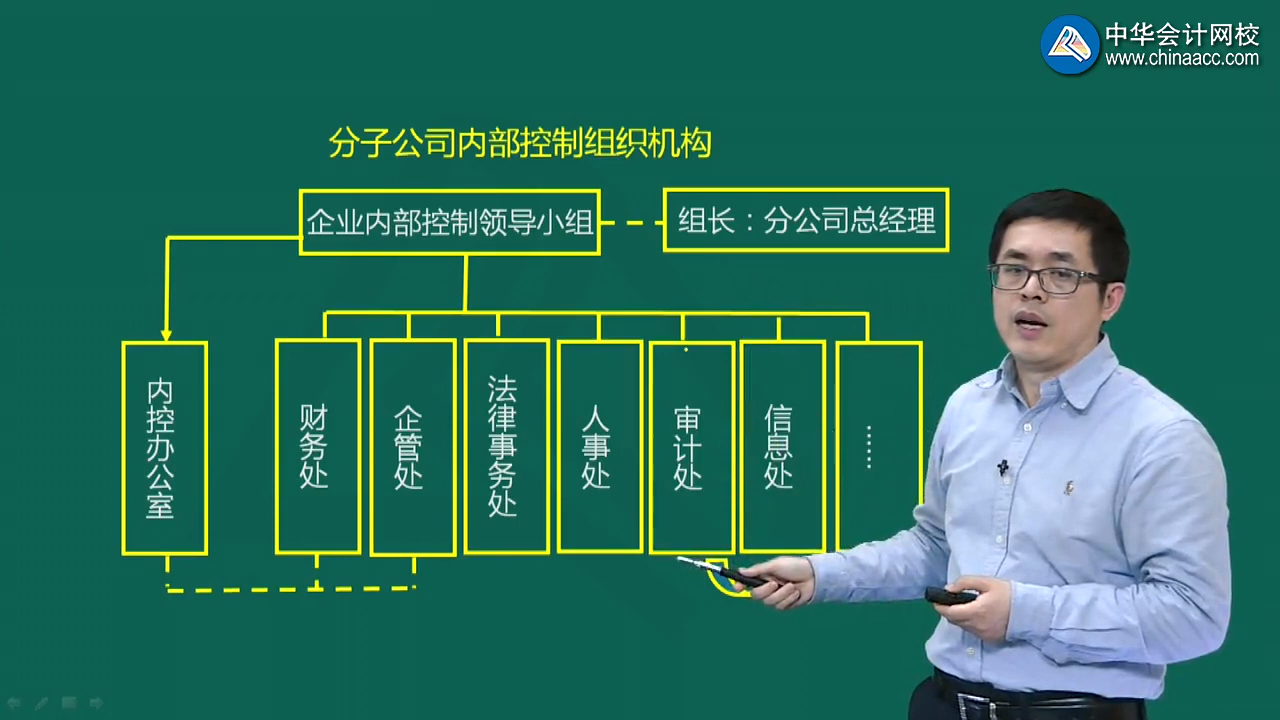 中华会计网校
www.chinaacc.com
分子公司内部控制组织机构
企业内部控制领导小组
组长：分公司总经理
内控办公室
财务处
企管处
法律事务处
人事处
审计处
信息处
……